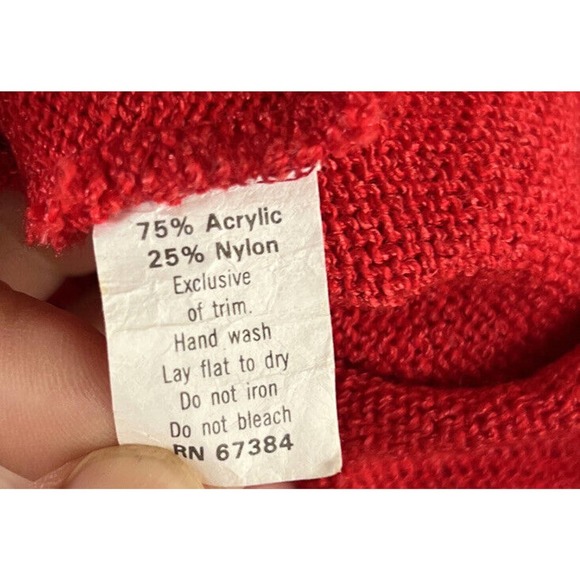 75% Acrylic
25% Nylon
Exclusive
of trim.
Hand wash
Lay flat to dry
Do not iron
Do not bleach
RN 67384